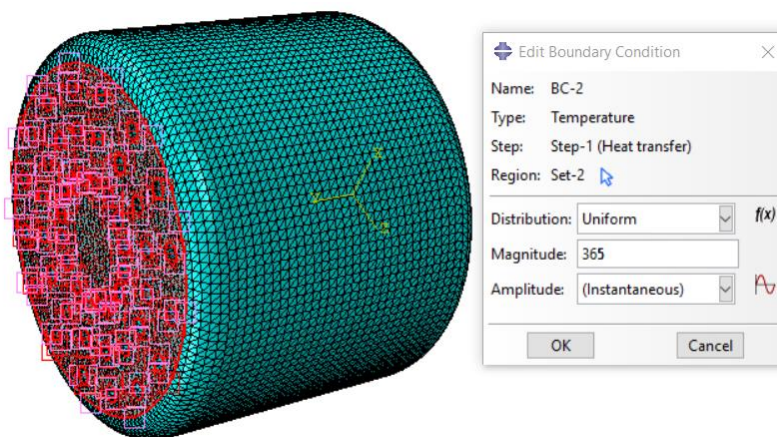 Edit Boundary Condition
Name: BC-2
Type: Temperature
Step: Step-1 (Heat transfer)
Region: Set-2
Distribution: Uniform f(x)
Magnitude: 365
Amplitude: (Instantaneous)
OK Cancel